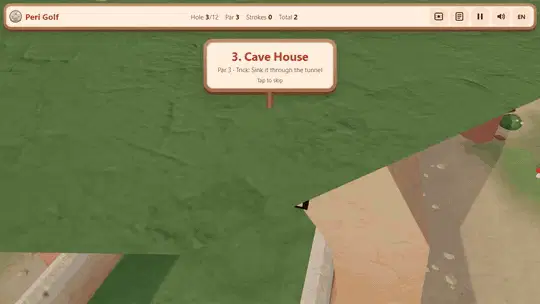 Peri Golf
Hole 3/12 Par 3 Strokes 0 Total 2
EN
3. Cave House
Par 3 · Trick: Sink it through the tunnel
Tap to skip